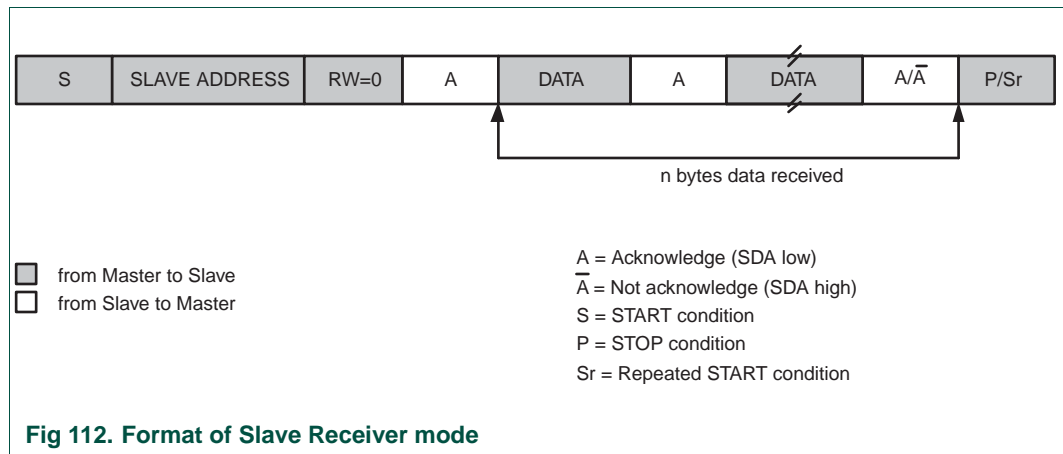 S SLAVE ADDRESS RW=0 A DATA A DATA A/A̅ P/Sr
n bytes data received
from Master to Slave
from Slave to Master
A = Acknowledge (SDA low)
A̅ = Not acknowledge (SDA high)
S = START condition
P = STOP condition
Sr = Repeated START condition
Fig 112. Format of Slave Receiver mode